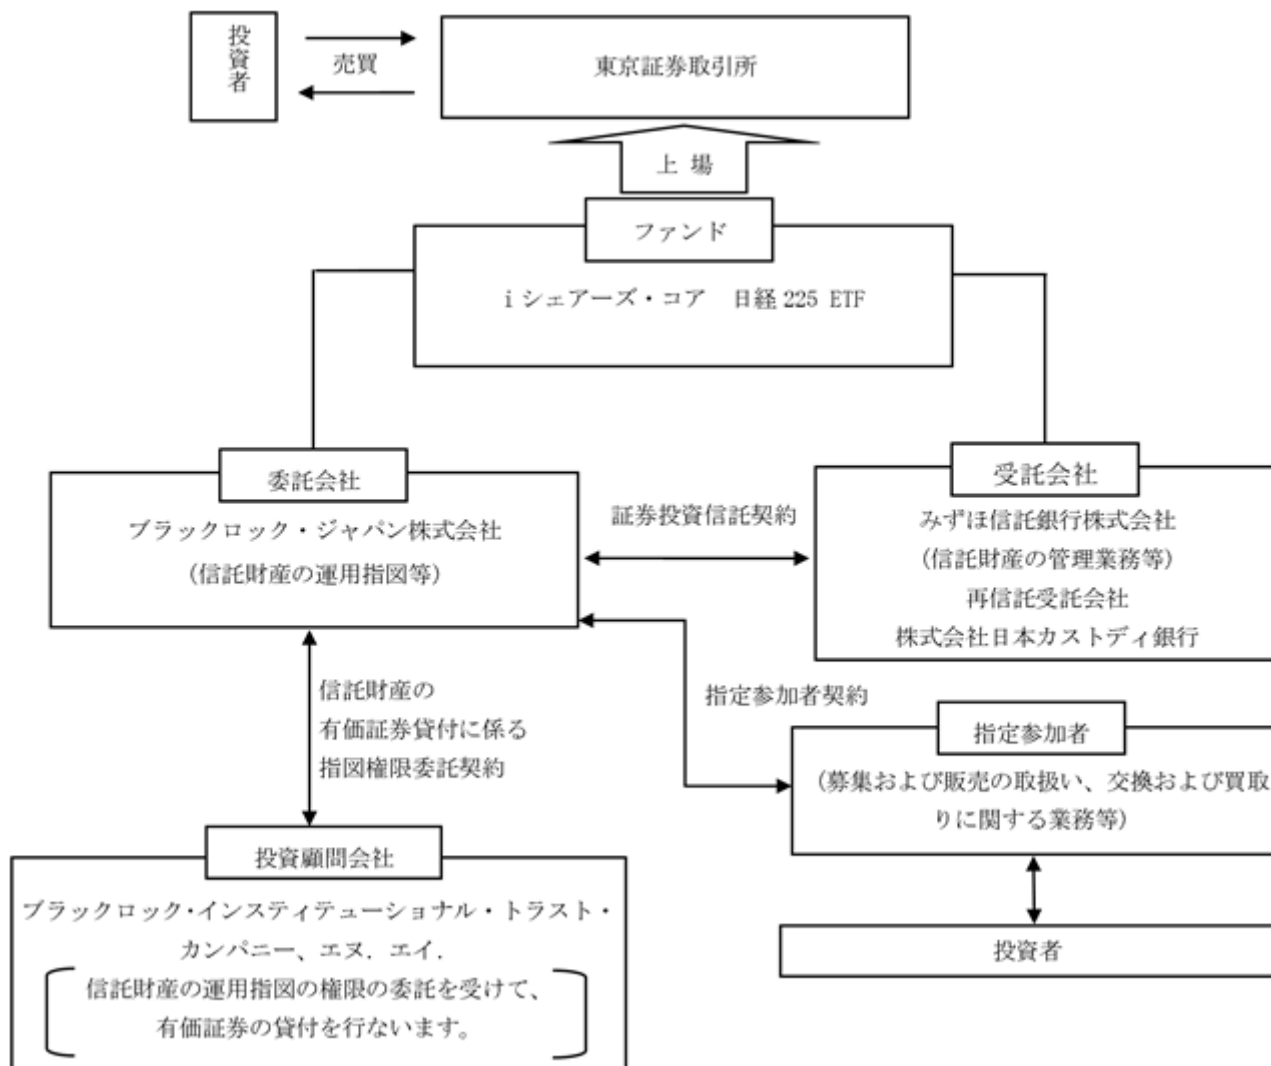 投資者
売買
東京証券取引所
上 場
ファンド
i シェアーズ・コア 日経 225 ETF
委託会社
ブラックロック・ジャパン株式会社
(信託財産の運用指図等)
証券投資信託契約
受託会社
みずほ信託銀行株式会社
(信託財産の管理業務等)
再信託受託会社
株式会社日本カストディ銀行
信託財産の
有価証券貸付に係る
指図権限委託契約
指定参加者契約
指定参加者
(募集および販売の取扱い、交換および買取
りに関する業務等)
投資者
投資顧問会社
ブラックロック・インスティテューショナル・トラスト・
カンパニー、エヌ．エイ．
信託財産の運用指図の権限の委託を受けて、
有価証券の貸付を行ないます。